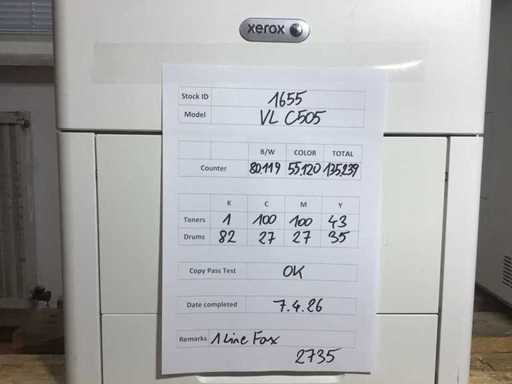 xerox
Stock ID 1655
Model VL C505
B/W COLOR TOTAL
Counter 80119 55120 135239
K C M Y
Toners 1 100 100 43
Drums 82 27 27 35
Copy Pass Test OK
Date completed 7.4.26
Remarks 1 Line Fax
2735